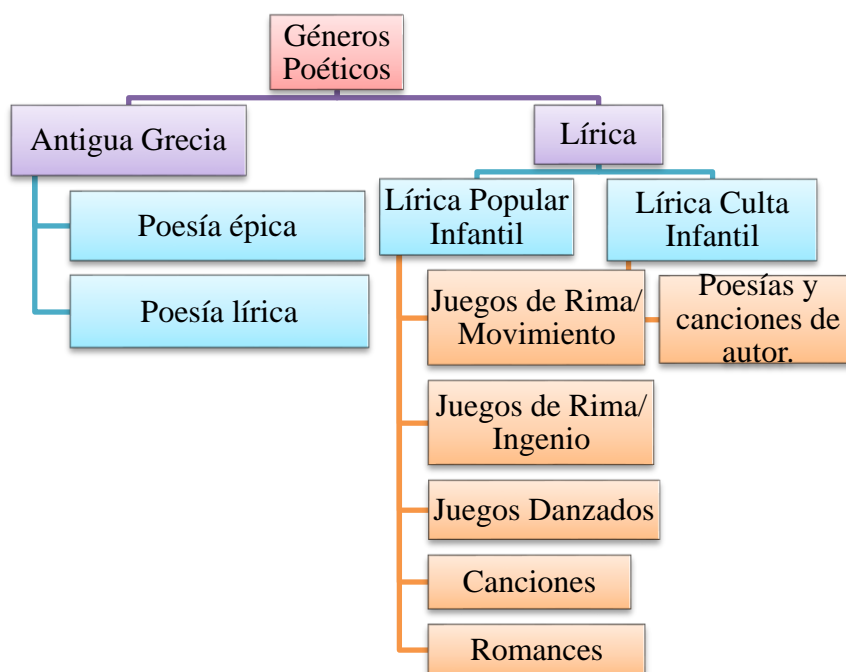 Géneros
Poéticos
Antigua Grecia
Lírica
Poesía épica
Poesía lírica
Lírica Popular
Infantil
Lírica Culta
Infantil
Juegos de Rima/
Movimiento
Juegos de Rima/
Ingenio
Juegos Danzados
Canciones
Romances
Poesías y
canciones de
autor.